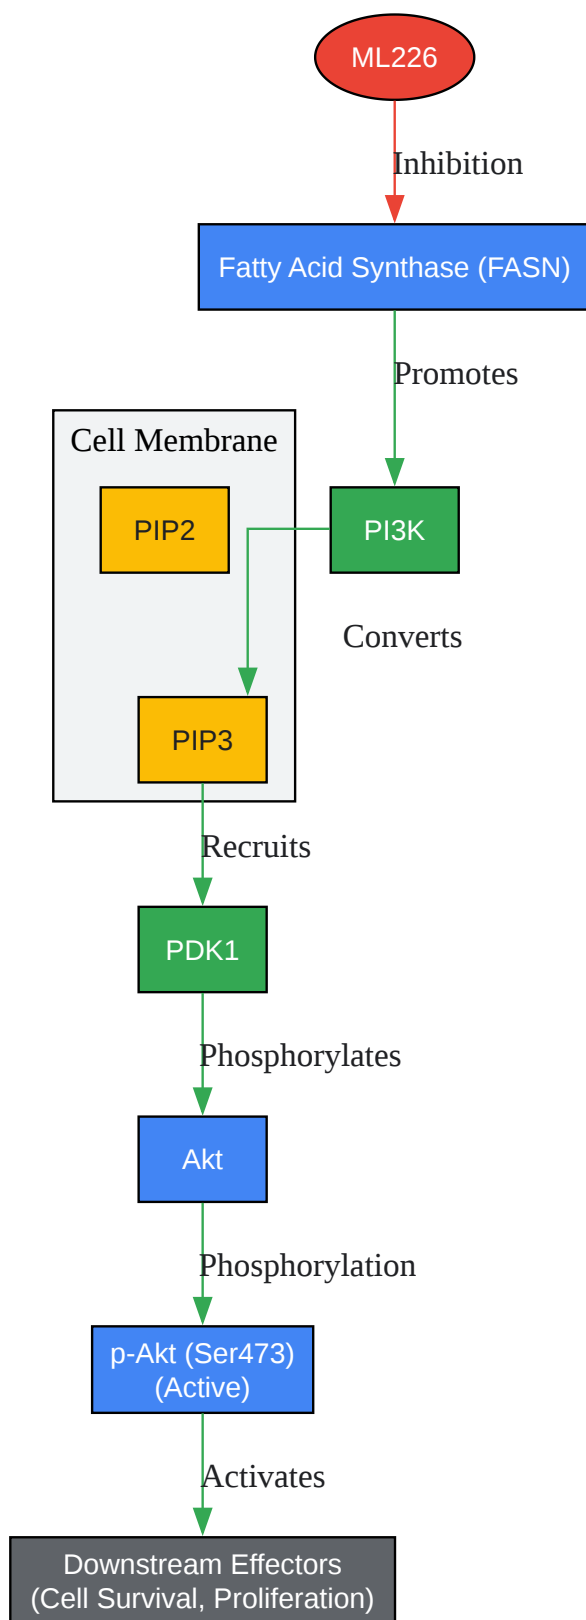 ML226
Inhibition
Fatty Acid Synthase (FASN)
Promotes
Cell Membrane
PIP2
PI3K
Converts
PIP3
Recruits
PDK1
Phosphorylates
Akt
Phosphorylation
p-Akt (Ser473)
(Active)
Activates
Downstream Effectors
(Cell Survival, Proliferation)